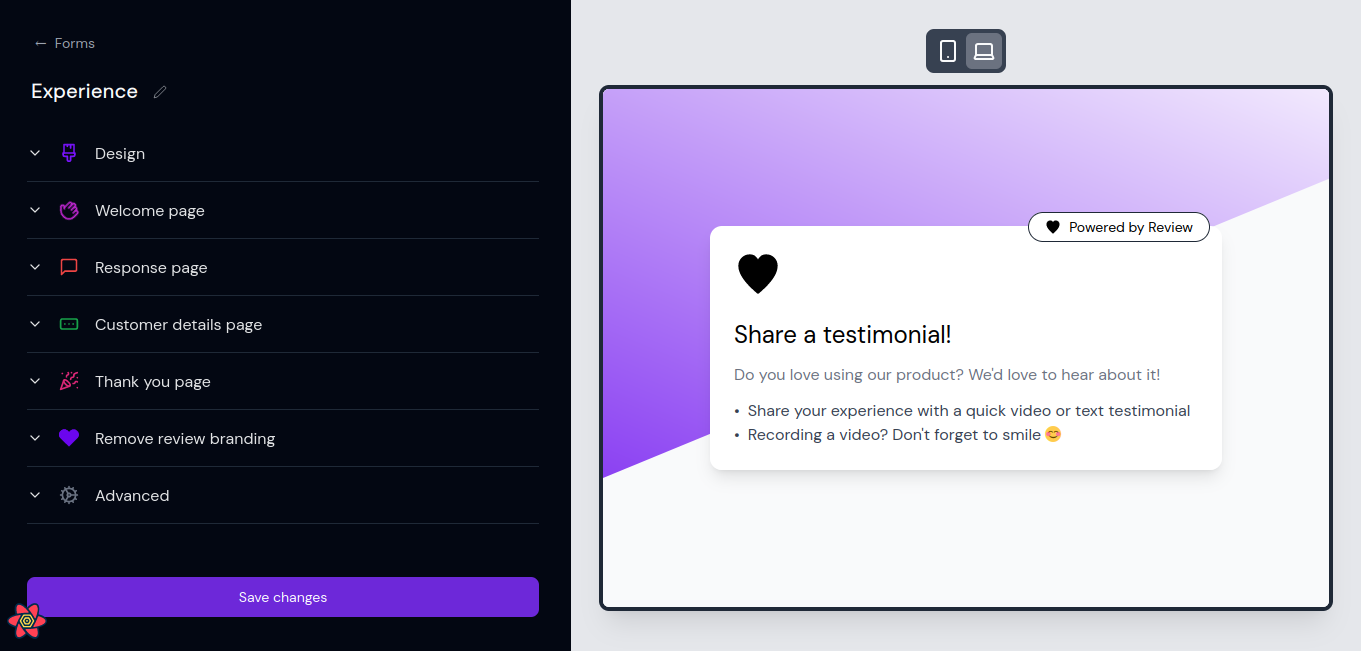 ← Forms
Experience
Design
Welcome page
Response page
Customer details page
Thank you page
Remove review branding
Advanced
Save changes
Powered by Review
Share a testimonial!
Do you love using our product? We'd love to hear about it!
• Share your experience with a quick video or text testimonial
• Recording a video? Don't forget to smile 😊